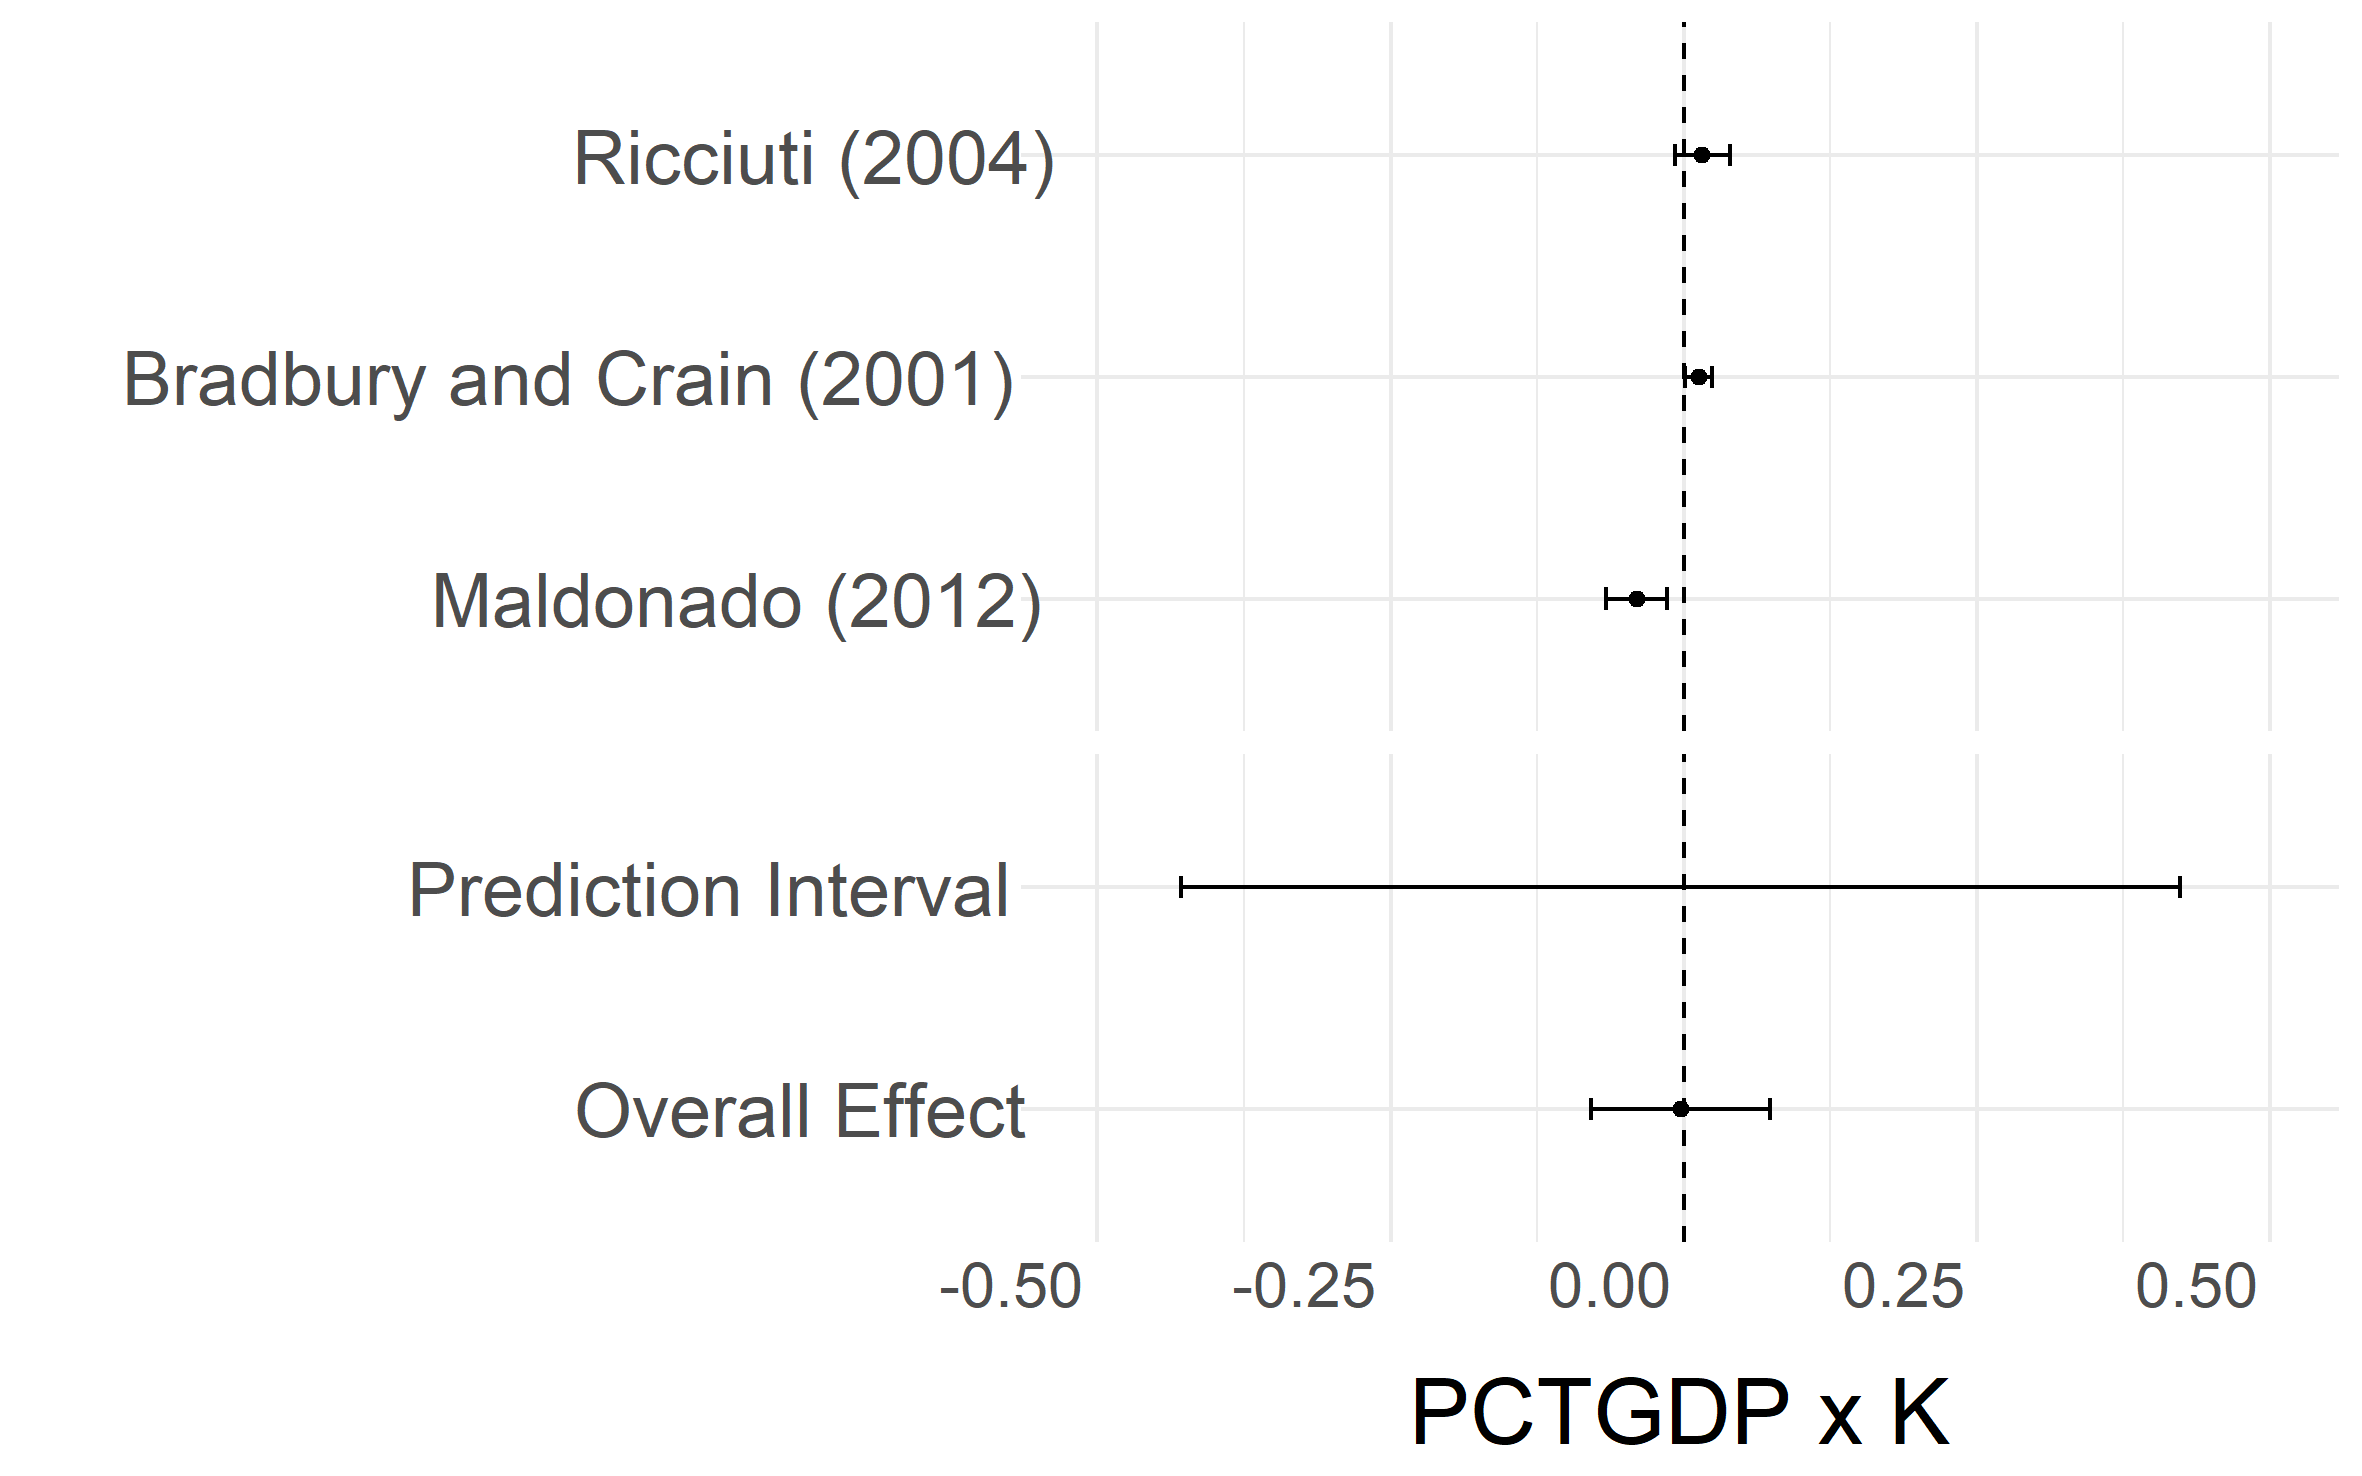 Ricciuti (2004)
Bradbury and Crain (2001)
Maldonado (2012)
Prediction Interval
Overall Effect
-0.50 -0.25 0.00 0.25 0.50
PCTGDP x K